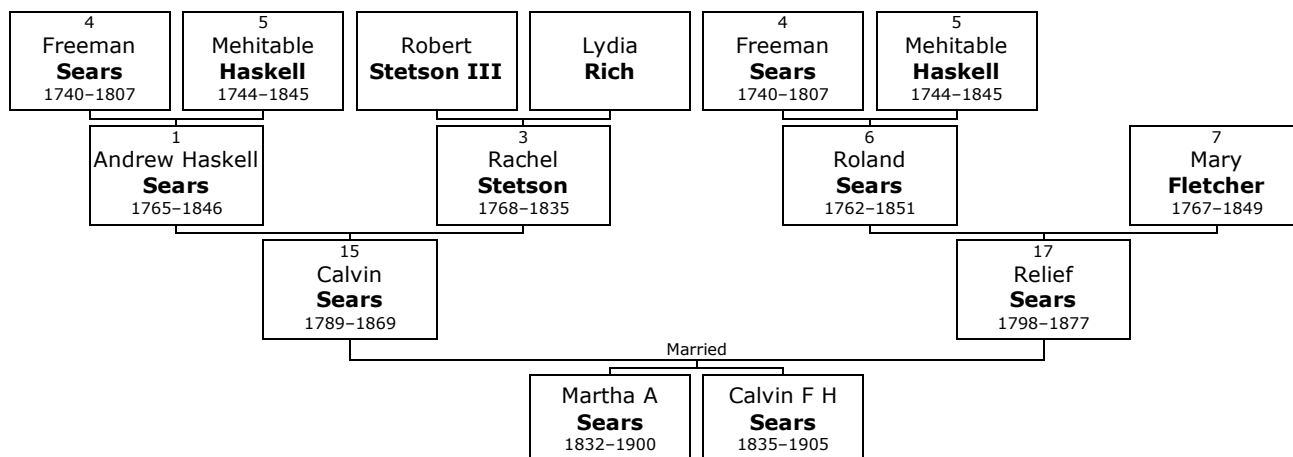 4
Freeman
Sears
1740–1807
5
Mehitable
Haskell
1744–1845
Robert
Stetson III
Lydia
Rich
4
Freeman
Sears
1740–1807
5
Mehitable
Haskell
1744–1845
1
Andrew Haskell
Sears
1765–1846
3
Rachel
Stetson
1768–1835
6
Roland
Sears
1762–1851
7
Mary
Fletcher
1767–1849
15
Calvin
Sears
1789–1869
17
Relief
Sears
1798–1877
Married
Martha A
Sears
1832–1900
Calvin F H
Sears
1835–1905